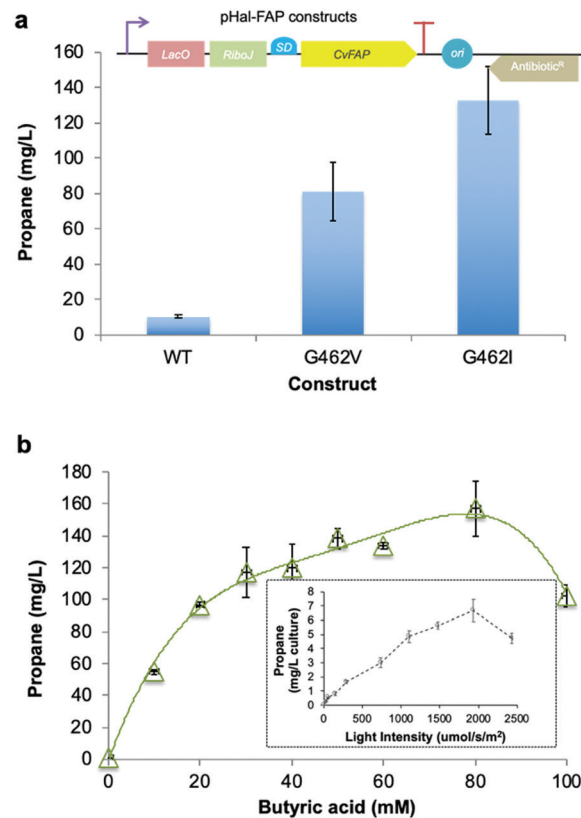 a
pHal-FAP constructs
LacO RiboJ SD CvFAP ori Antibioticᴿ
Propane (mg/L)
160
140
120
100
80
60
40
20
0
WT G462V G462I
Construct
b
Propane (mg/L)
180
160
140
120
100
80
60
40
20
0
Propane
(mg/L culture)
8
7
6
5
4
3
2
1
0
0 500 1000 1500 2000 2500
Light Intensity (umol/s/m²)
0 20 40 60 80 100
Butyric acid (mM)